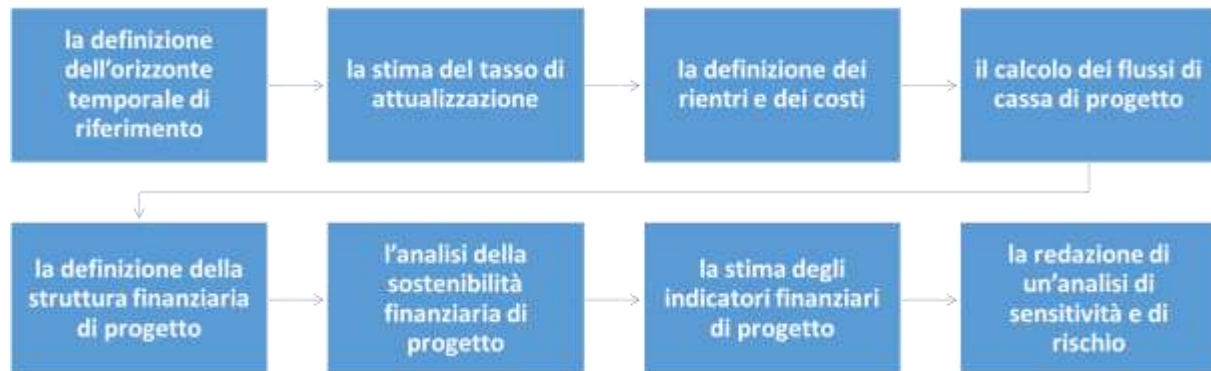 la definizione
dell'orizzonte
temporale di
riferimento
la stima del tasso di
attualizzazione
la definizione dei
rientri e dei costi
il calcolo dei flussi di
cassa di progetto
la definizione della
struttura finanziaria
di progetto
l'analisi della
sostenibilità
finanziaria di
progetto
la stima degli
indicatori finanziari
di progetto
la redazione di
un'analisi di
sensitività e di
rischio